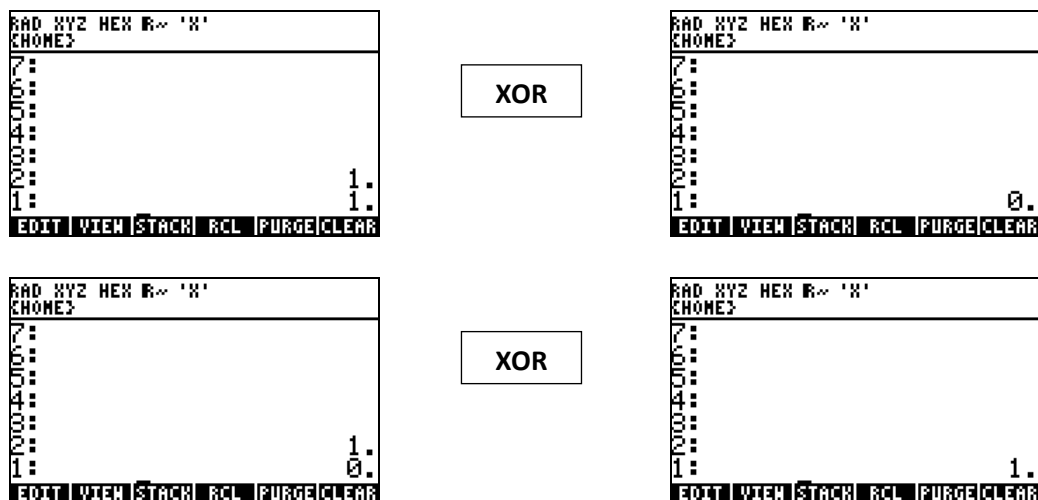 RAD XYZ HEX R~ 'X'
{HOME}
7:
6:
5:
4:
3:
2: 1.
1: 1.
EDIT VIEW STACK RCL PURGE CLEAR
XOR
RAD XYZ HEX R~ 'X'
{HOME}
7:
6:
5:
4:
3:
2:
1: 0.
EDIT VIEW STACK RCL PURGE CLEAR
RAD XYZ HEX R~ 'X'
{HOME}
7:
6:
5:
4:
3:
2: 1.
1: 0.
EDIT VIEW STACK RCL PURGE CLEAR
XOR
RAD XYZ HEX R~ 'X'
{HOME}
7:
6:
5:
4:
3:
2:
1: 1.
EDIT VIEW STACK RCL PURGE CLEAR